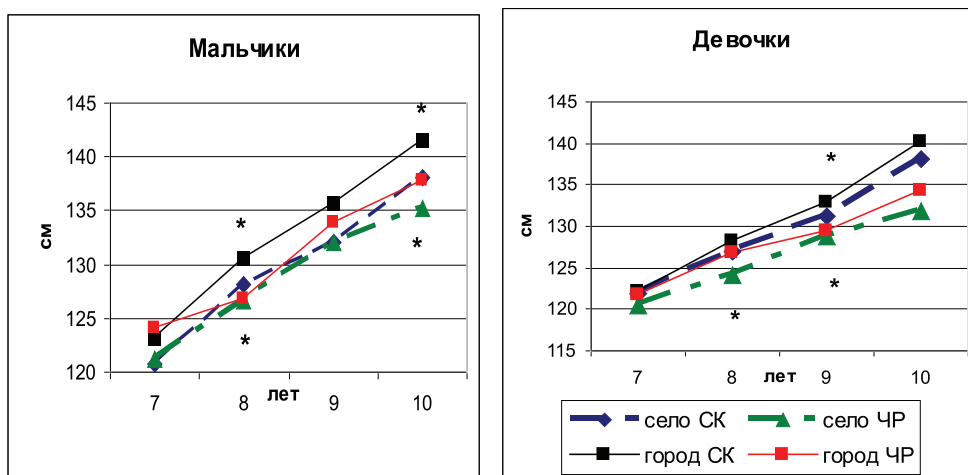 Мальчики
см
145
*
140
*
135
*
130
125
*
120
7
8
лет
9
10
Девочки
см
145
140
*
135
130
125
*
120
*
115
7
8
лет
9
10
село СК
село ЧР
город СК
город ЧР